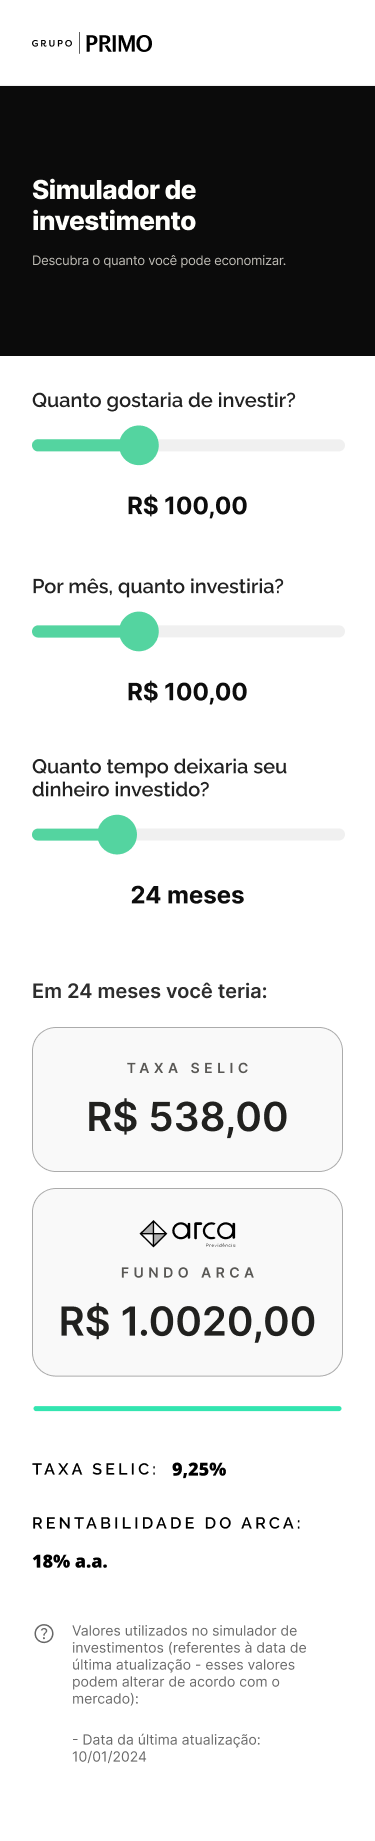 GRUPO PRIMO
Simulador de
investimento
Descubra o quanto você pode economizar.
Quanto gostaria de investir?
R$ 100,00
Por mês, quanto investiria?
R$ 100,00
Quanto tempo deixaria seu
dinheiro investido?
24 meses
Em 24 meses você teria:
TAXA SELIC
R$ 538,00
arca
Previdência
FUNDO ARCA
R$ 1.0020,00
TAXA SELIC: 9,25%
RENTABILIDADE DO ARCA:
18% a.a.
Valores utilizados no simulador de
investimentos (referentes à data de
última atualização - esses valores
podem alterar de acordo com o
mercado):
- Data da última atualização:
10/01/2024